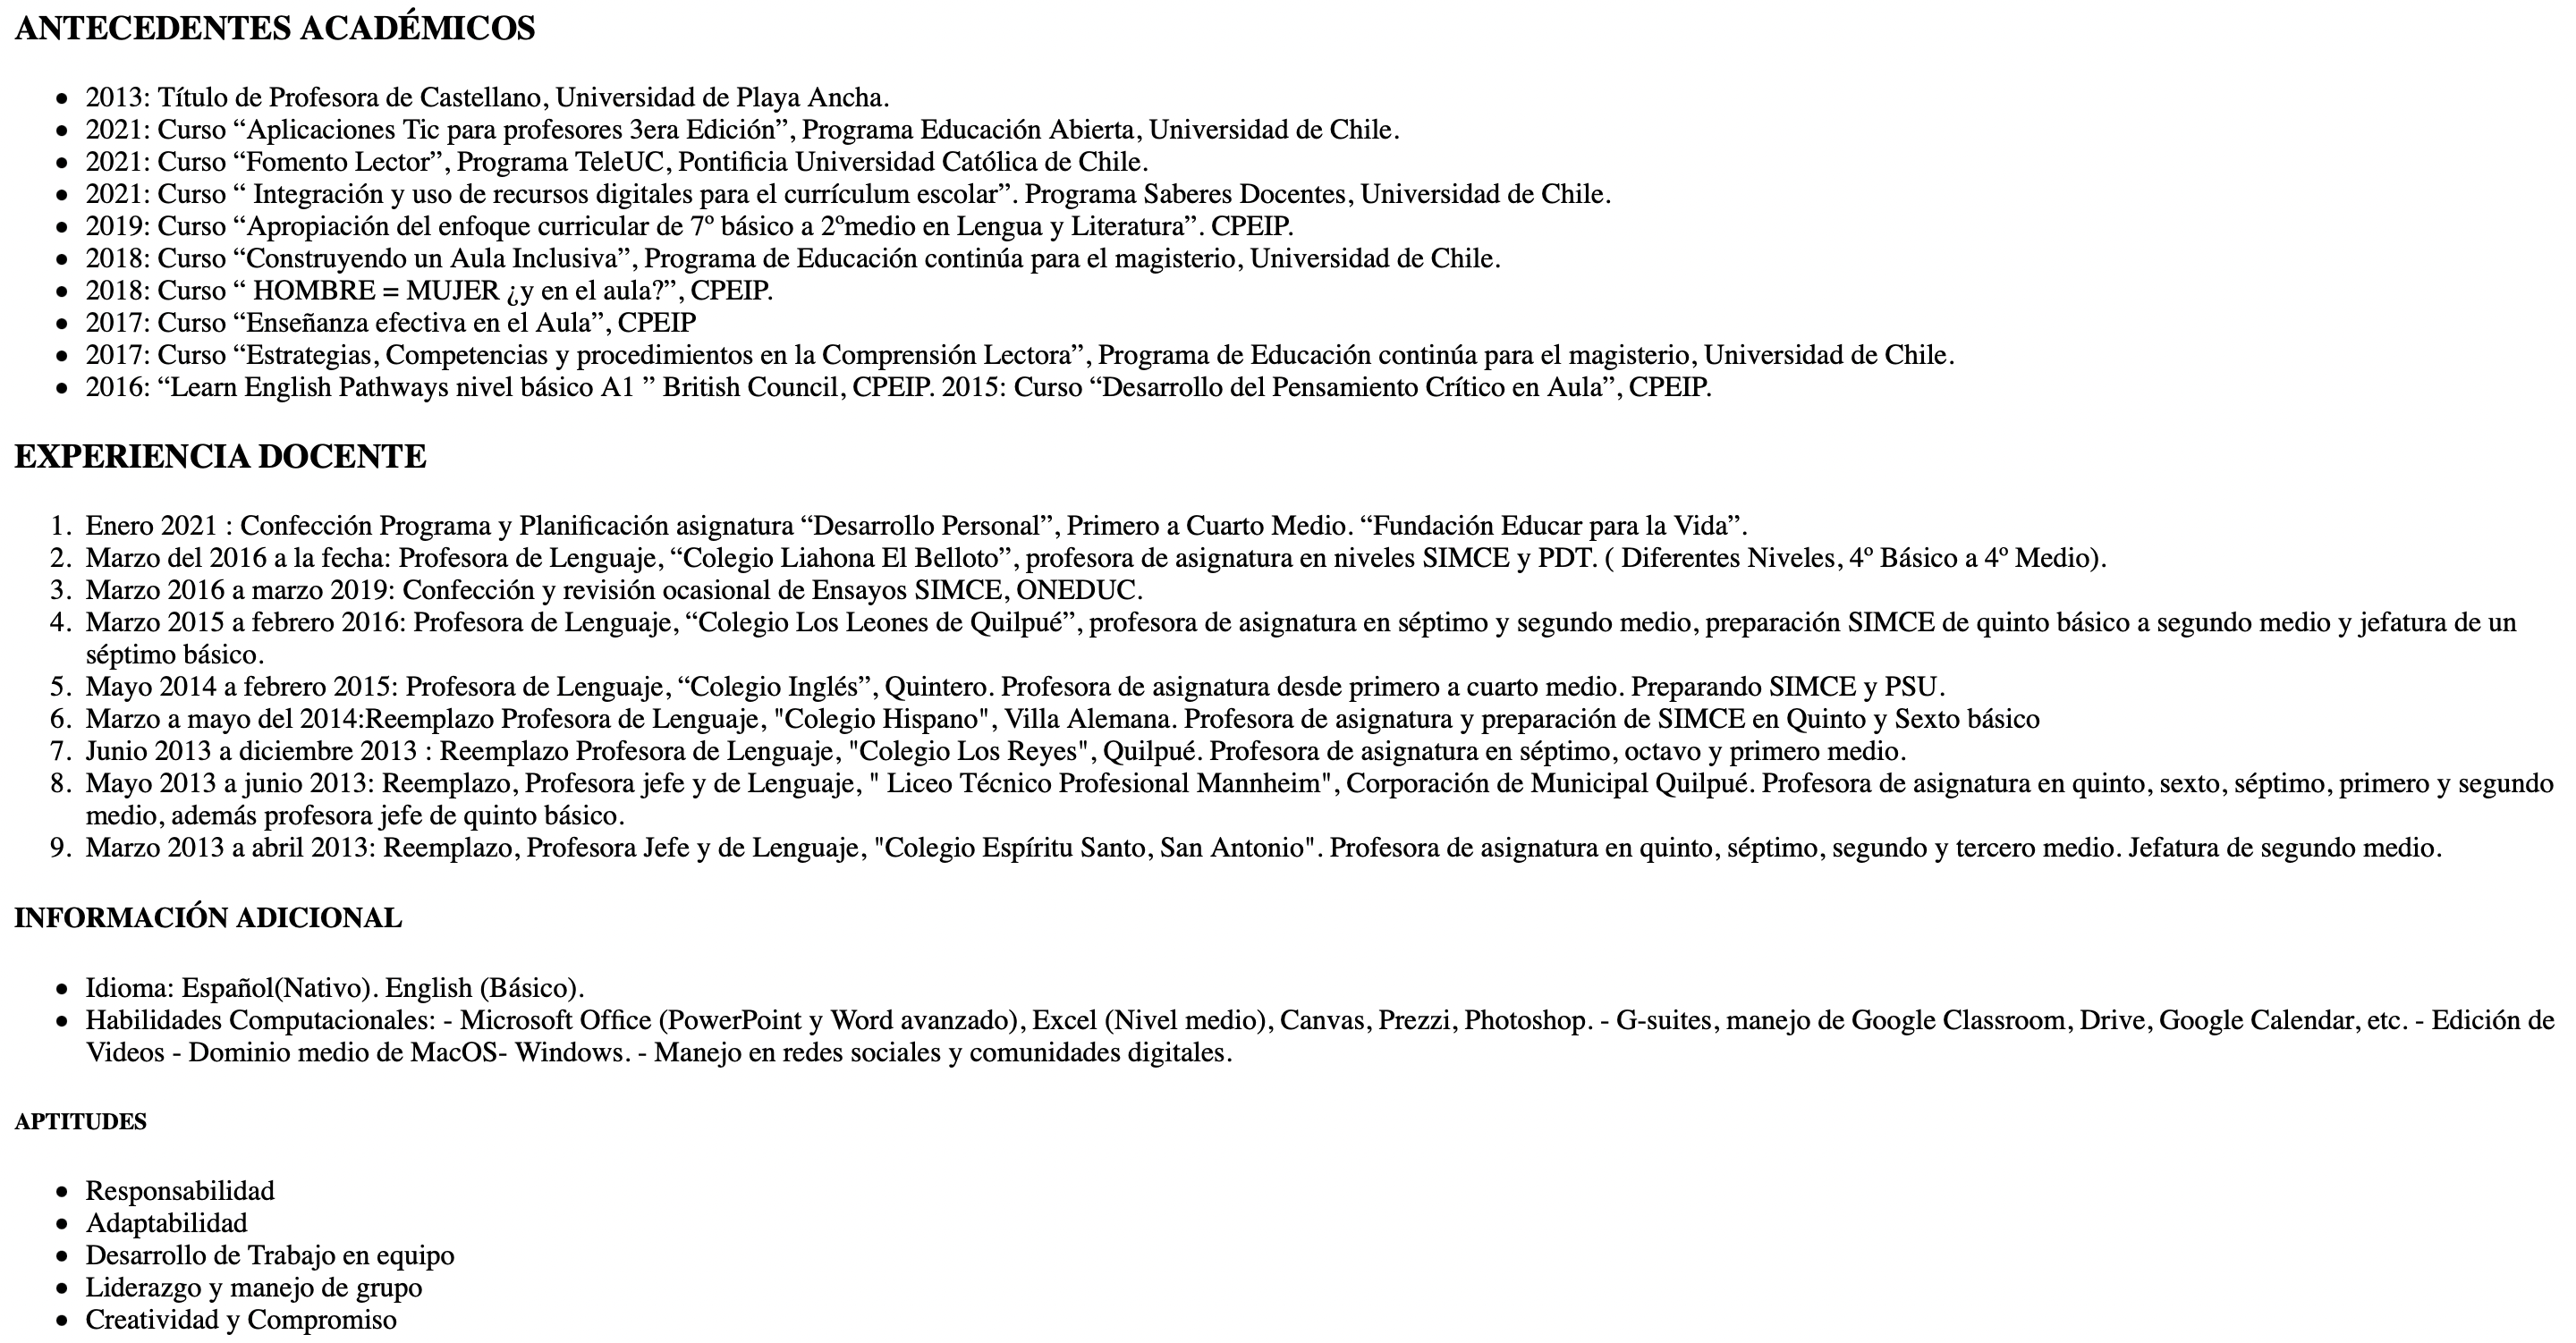 ANTECEDENTES ACADÉMICOS
• 2013: Título de Profesora de Castellano, Universidad de Playa Ancha.
• 2021: Curso “Aplicaciones Tic para profesores 3era Edición”, Programa Educación Abierta, Universidad de Chile.
• 2021: Curso “Fomento Lector”, Programa TeleUC, Pontificia Universidad Católica de Chile.
• 2021: Curso “ Integración y uso de recursos digitales para el currículum escolar”. Programa Saberes Docentes, Universidad de Chile.
• 2019: Curso “Apropiación del enfoque curricular de 7º básico a 2ºmedio en Lengua y Literatura”. CPEIP.
• 2018: Curso “Construyendo un Aula Inclusiva”, Programa de Educación continúa para el magisterio, Universidad de Chile.
• 2018: Curso “ HOMBRE = MUJER ¿y en el aula?”, CPEIP.
• 2017: Curso “Enseñanza efectiva en el Aula”, CPEIP
• 2017: Curso “Estrategias, Competencias y procedimientos en la Comprensión Lectora”, Programa de Educación continúa para el magisterio, Universidad de Chile.
• 2016: “Learn English Pathways nivel básico A1 ” British Council, CPEIP. 2015: Curso “Desarrollo del Pensamiento Crítico en Aula”, CPEIP.
EXPERIENCIA DOCENTE
1. Enero 2021 : Confección Programa y Planificación asignatura “Desarrollo Personal”, Primero a Cuarto Medio. “Fundación Educar para la Vida”.
2. Marzo del 2016 a la fecha: Profesora de Lenguaje, “Colegio Liahona El Belloto”, profesora de asignatura en niveles SIMCE y PDT. ( Diferentes Niveles, 4º Básico a 4º Medio).
3. Marzo 2016 a marzo 2019: Confección y revisión ocasional de Ensayos SIMCE, ONEDUC.
4. Marzo 2015 a febrero 2016: Profesora de Lenguaje, “Colegio Los Leones de Quilpué”, profesora de asignatura en séptimo y segundo medio, preparación SIMCE de quinto básico a segundo medio y jefatura de un
séptimo básico.
5. Mayo 2014 a febrero 2015: Profesora de Lenguaje, “Colegio Inglés”, Quintero. Profesora de asignatura desde primero a cuarto medio. Preparando SIMCE y PSU.
6. Marzo a mayo del 2014:Reemplazo Profesora de Lenguaje, "Colegio Hispano", Villa Alemana. Profesora de asignatura y preparación de SIMCE en Quinto y Sexto básico
7. Junio 2013 a diciembre 2013 : Reemplazo Profesora de Lenguaje, "Colegio Los Reyes", Quilpué. Profesora de asignatura en séptimo, octavo y primero medio.
8. Mayo 2013 a junio 2013: Reemplazo, Profesora jefe y de Lenguaje, " Liceo Técnico Profesional Mannheim", Corporación de Municipal Quilpué. Profesora de asignatura en quinto, sexto, séptimo, primero y segundo
medio, además profesora jefe de quinto básico.
9. Marzo 2013 a abril 2013: Reemplazo, Profesora Jefe y de Lenguaje, "Colegio Espíritu Santo, San Antonio". Profesora de asignatura en quinto, séptimo, segundo y tercero medio. Jefatura de segundo medio.
INFORMACIÓN ADICIONAL
• Idioma: Español(Nativo). English (Básico).
• Habilidades Computacionales: - Microsoft Office (PowerPoint y Word avanzado), Excel (Nivel medio), Canvas, Prezzi, Photoshop. - G-suites, manejo de Google Classroom, Drive, Google Calendar, etc. - Edición de
Videos - Dominio medio de MacOS- Windows. - Manejo en redes sociales y comunidades digitales.
APTITUDES
• Responsabilidad
• Adaptabilidad
• Desarrollo de Trabajo en equipo
• Liderazgo y manejo de grupo
• Creatividad y Compromiso